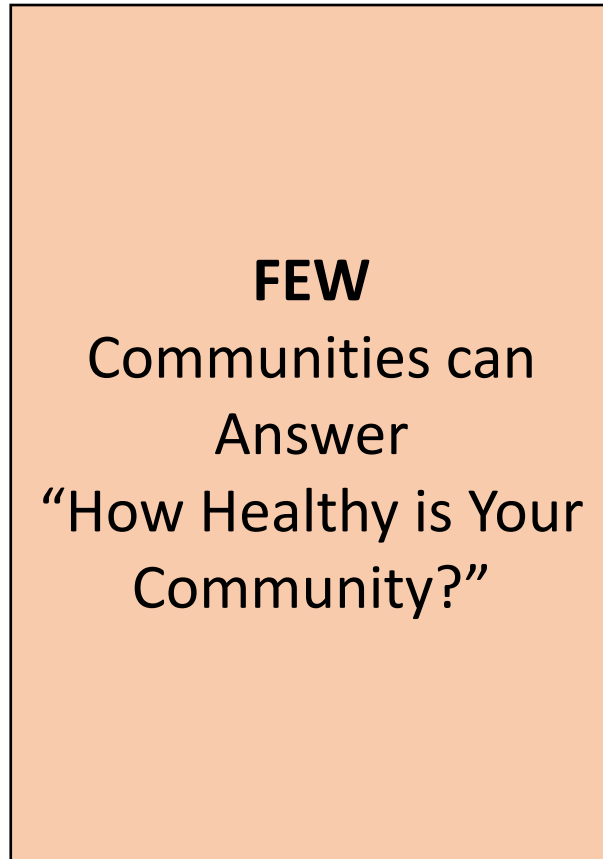 FEW
Communities can
Answer
“How Healthy is Your
Community?”